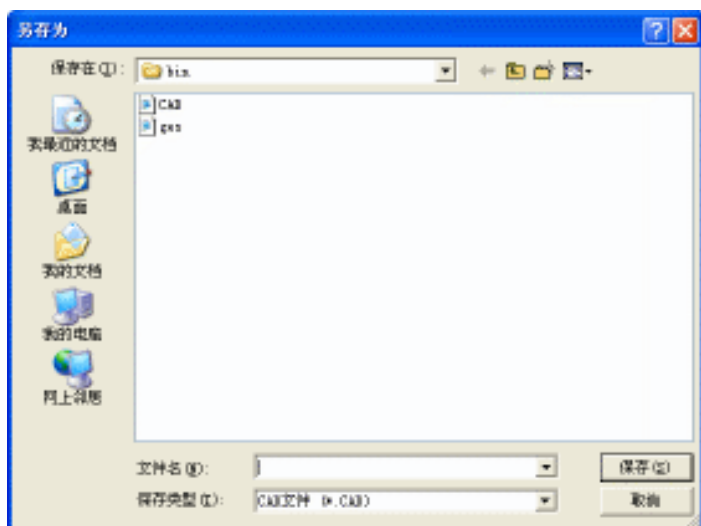 另存为
保存在(I):
bin
CAD
我最近的文档
桌面
我的文档
我的电脑
网上邻居
文件名(N):
保存(S)
保存类型(T):
CAD文件 (*.CAD)
取消